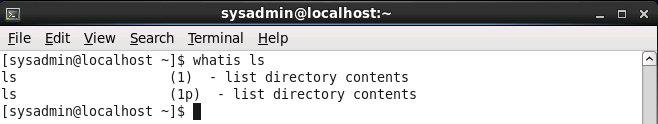 sysadmin@localhost:~
File Edit View Search Terminal Help
[sysadmin@localhost ~]$ whatis ls
ls                   (1)  - list directory contents
ls                   (1p)  - list directory contents
[sysadmin@localhost ~]$